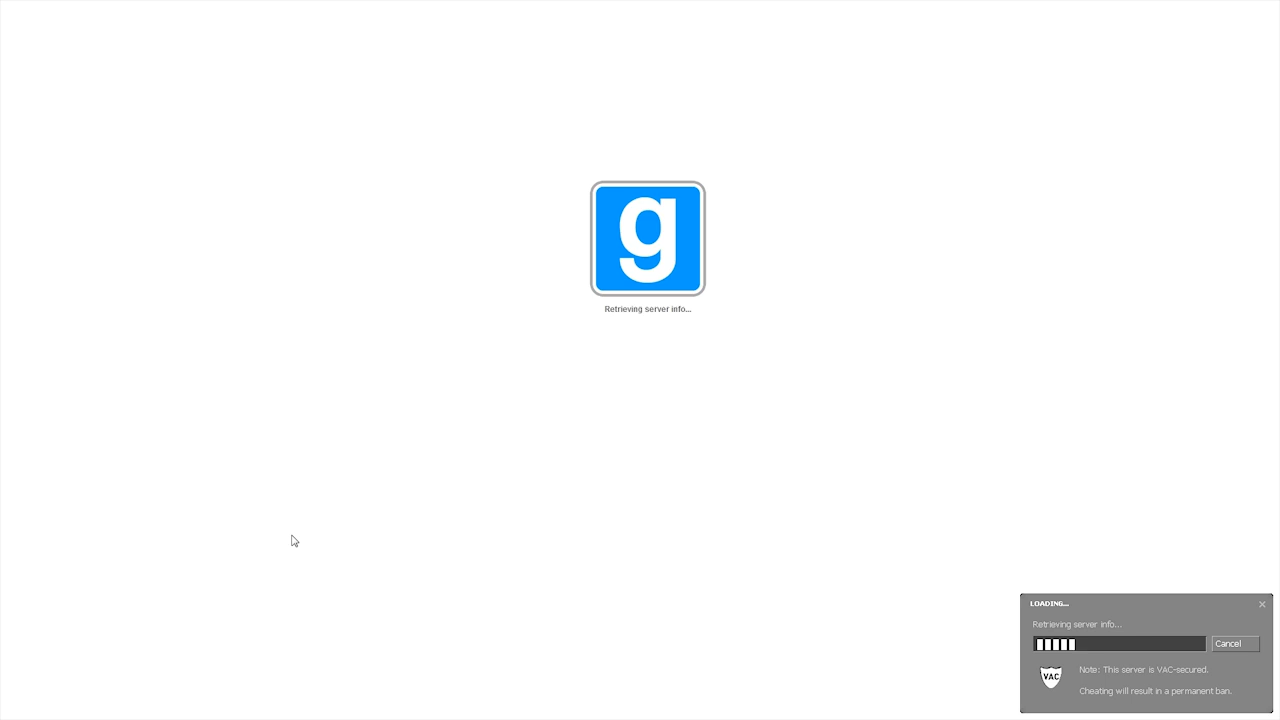 g
Retrieving server info...
LOADING...
Retrieving server info...
Cancel
VAC
Note: This server is VAC-secured.
Cheating will result in a permanent ban.